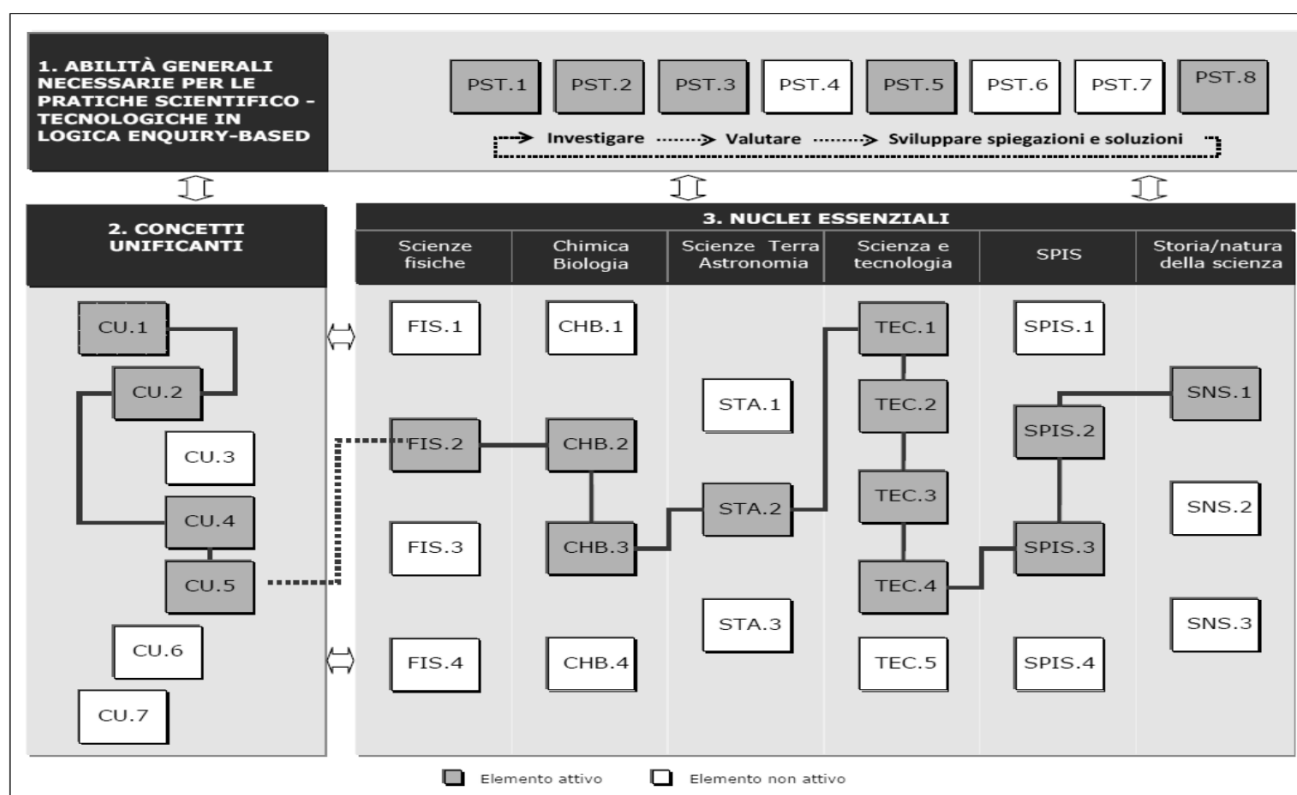 1. ABILITÀ GENERALI
NECESSARIE PER LE
PRATICHE SCIENTIFICO -
TECNOLOGICHE IN
LOGICA ENQUIRY-BASED
PST.1 PST.2 PST.3 PST.4 PST.5 PST.6 PST.7 PST.8
Investigare Valutare Sviluppare spiegazioni e soluzioni
2. CONCETTI
UNIFICANTI
CU.1
CU.2
CU.3
CU.4
CU.5
CU.6
CU.7
3. NUCLEI ESSENZIALI
Scienze
fisiche
Chimica
Biologia
Scienze Terra
Astronomia
Scienza e
tecnologia
SPIS
Storia/natura
della scienza
FIS.1
FIS.2
FIS.3
FIS.4
CHB.1
CHB.2
CHB.3
CHB.4
STA.1
STA.2
STA.3
TEC.1
TEC.2
TEC.3
TEC.4
TEC.5
SPIS.1
SPIS.2
SPIS.3
SPIS.4
SNS.1
SNS.2
SNS.3
Elemento attivo Elemento non attivo